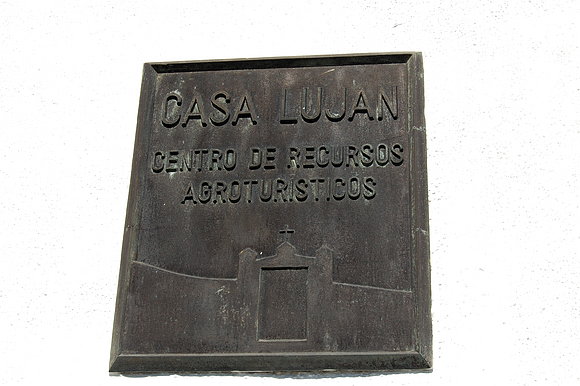 CASA LUJAN
CENTRO DE RECURSOS
AGROTURISTICOS